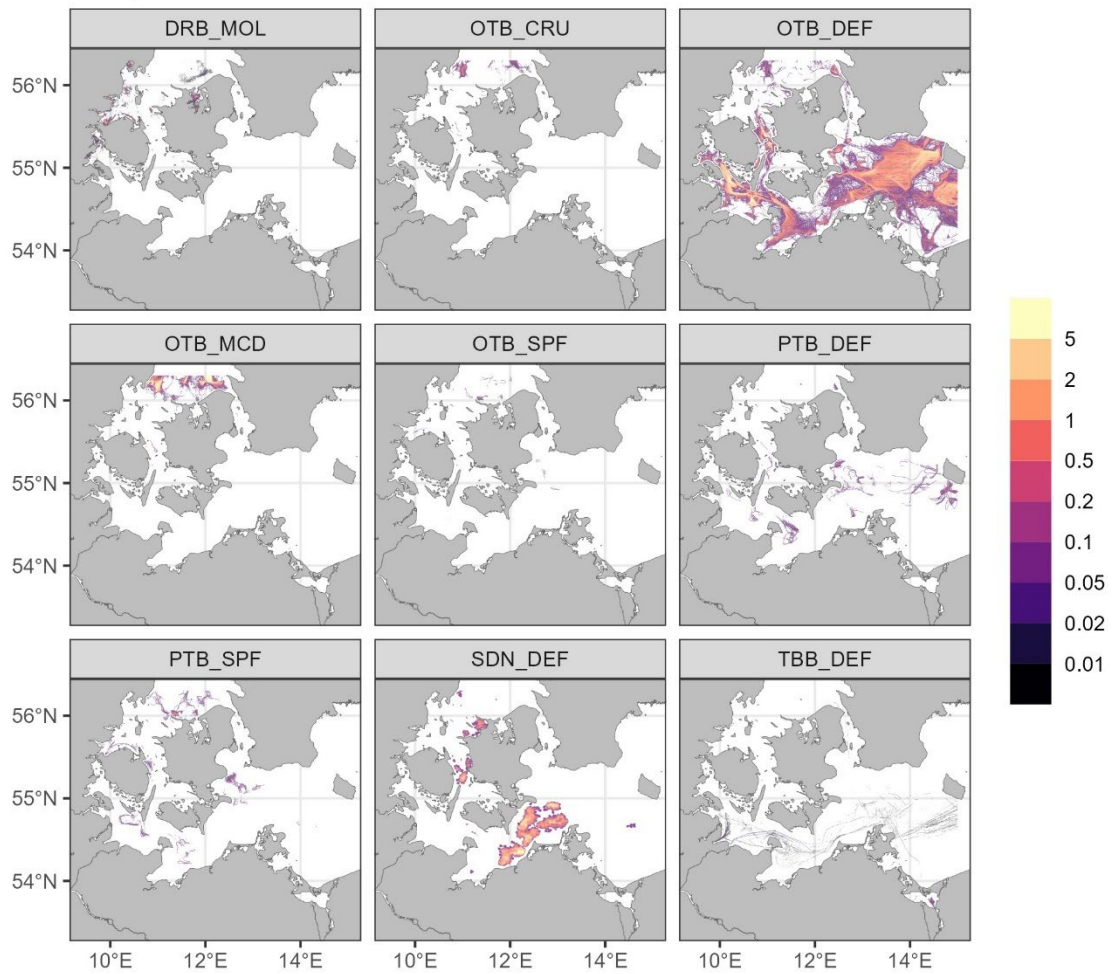 DRB_MOL OTB_CRU OTB_DEF
56°N
55°N
54°N
OTB_MCD OTB_SPF PTB_DEF
56°N
55°N
54°N
5
2
1
0.5
0.2
0.1
0.05
0.02
0.01
PTB_SPF SDN_DEF TBB_DEF
56°N
55°N
54°N
10°E 12°E 14°E 10°E 12°E 14°E 10°E 12°E 14°E